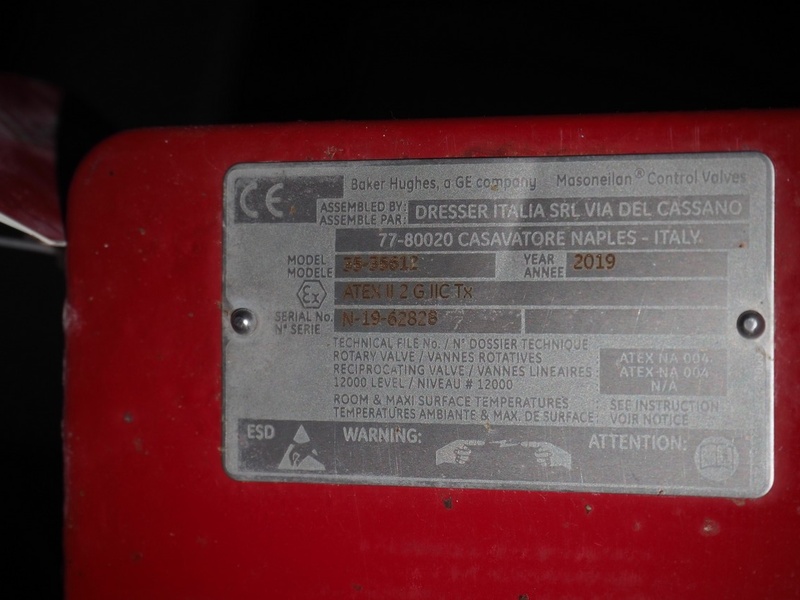 CE Baker Hughes, a GE company Masoneilan® Control Valves
ASSEMBLED BY: DRESSER ITALIA SRL VIA DEL CASSANO
ASSEMBLE PAR:
77-80020 CASAVATORE NAPLES - ITALY.
MODEL 35-35612 YEAR 2019
MODELE ANNEE
Ex ATEX II 2 G IIC Tx
SERIAL No. N-19-62828
N° SERIE
TECHNICAL FILE No. / N° DOSSIER TECHNIQUE
ROTARY VALVE / VANNES ROTATIVES ATEX NA 004
RECIPROCATING VALVE / VANNES LINEAIRES ATEX NA 004
12000 LEVEL / NIVEAU # 12000 N/A
ROOM & MAXI SURFACE TEMPERATURES : SEE INSTRUCTION
TEMPERATURES AMBIANTE & MAX. DE SURFACE: VOIR NOTICE
ESD WARNING: ATTENTION: